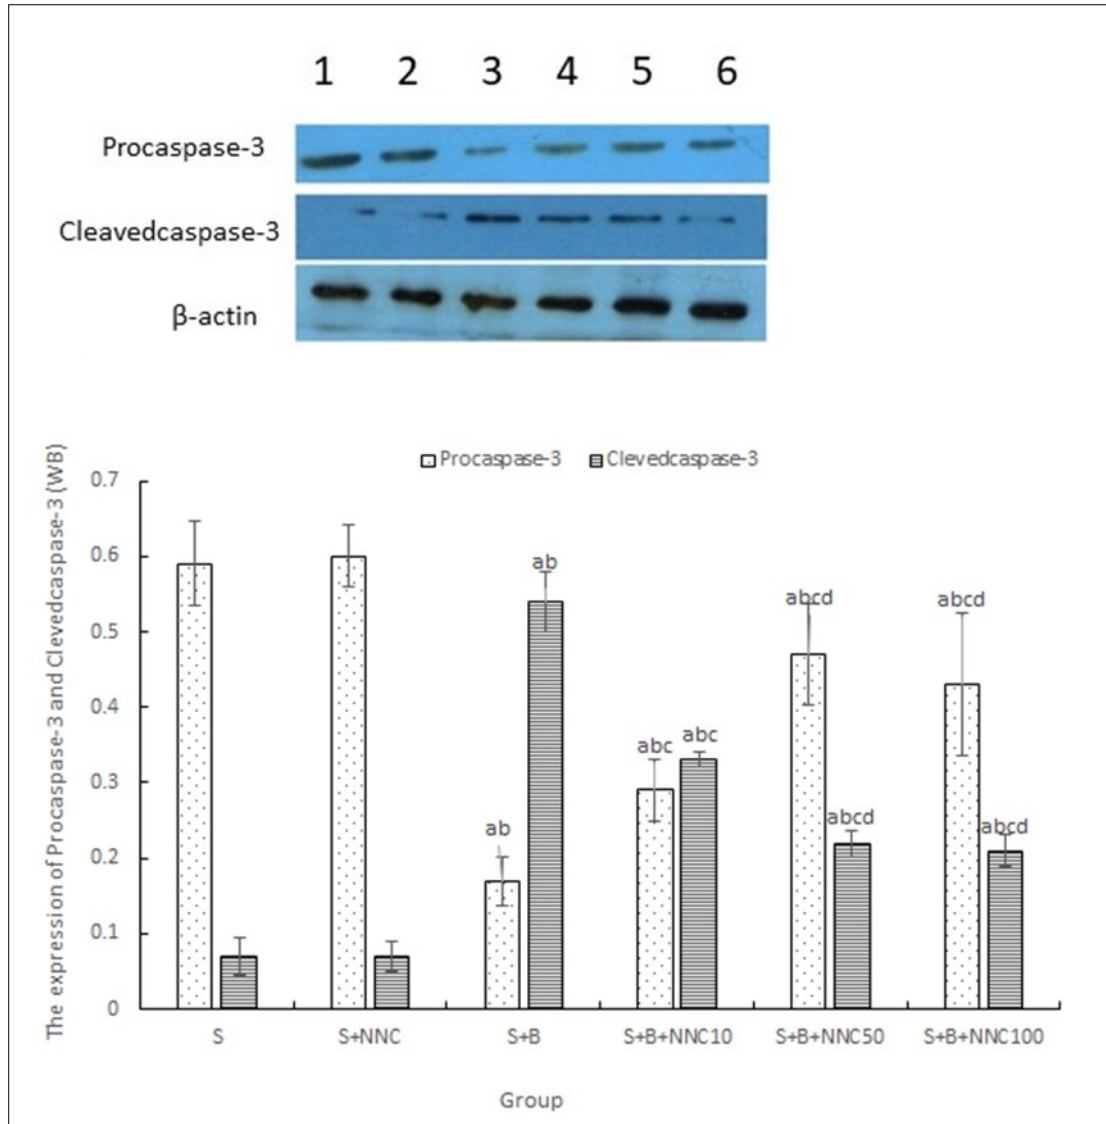 1 2 3 4 5 6
Procaspase-3
Cleavedcaspase-3
β-actin
The expression of Procaspase-3 and Clevedcaspase-3 (WB)
Procaspase-3 Clevedcaspase-3
0.7
0.6
0.5
0.4
0.3
0.2
0.1
0
ab
ab
abc
abc
abcd
abcd
abcd
abcd
S S+NNC S+B S+B+NNC10 S+B+NNC50 S+B+NNC100
Group